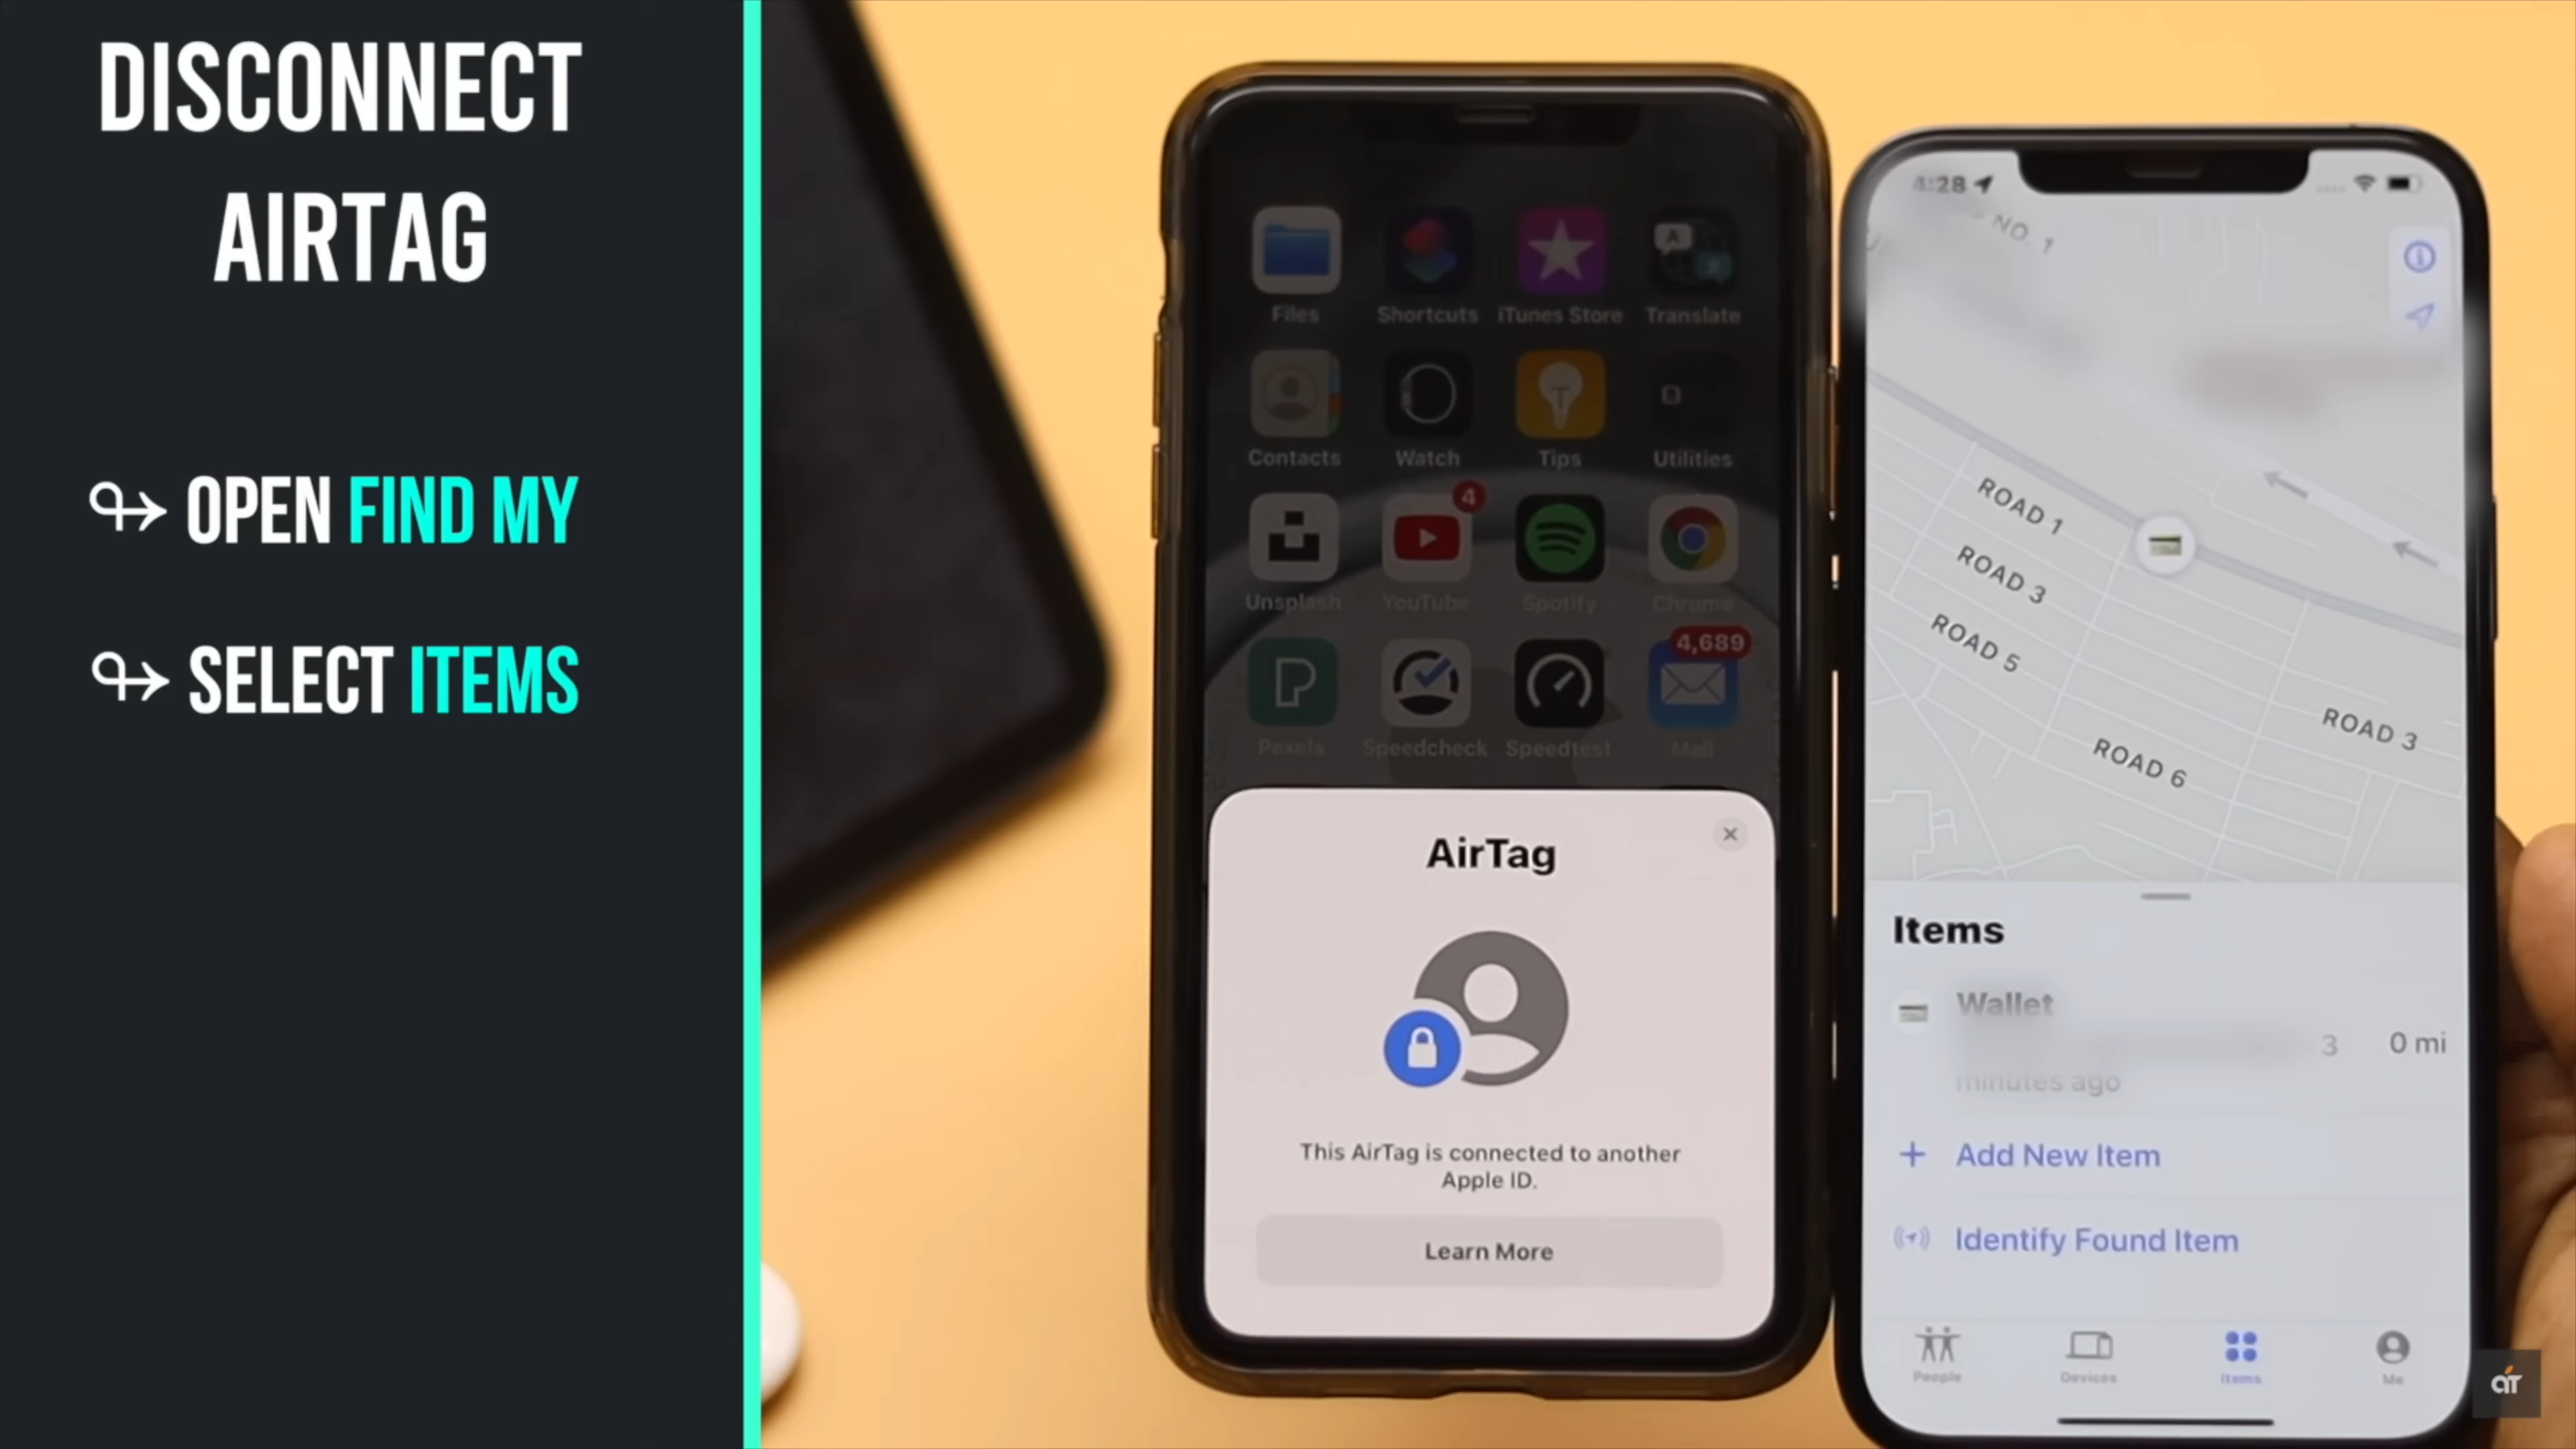 DISCONNECT
AIRTAG
OPEN FIND MY
SELECT ITEMS
Files
Shortcuts
iTunes Store
Translate
Contacts
Watch
Tips
Utilities
4
Unsplash
YouTube
Spotify
Chrome
4,689
Pexels
Speedcheck
Speedtest
Mail
AirTag
This AirTag is connected to another
Apple ID.
Learn More
4:28
NO. 1
ROAD 1
ROAD 3
ROAD 5
ROAD 3
ROAD 6
Items
Wallet
3
0 mi
minutes ago
Add New Item
Identify Found Item
People
Devices
Items
Me